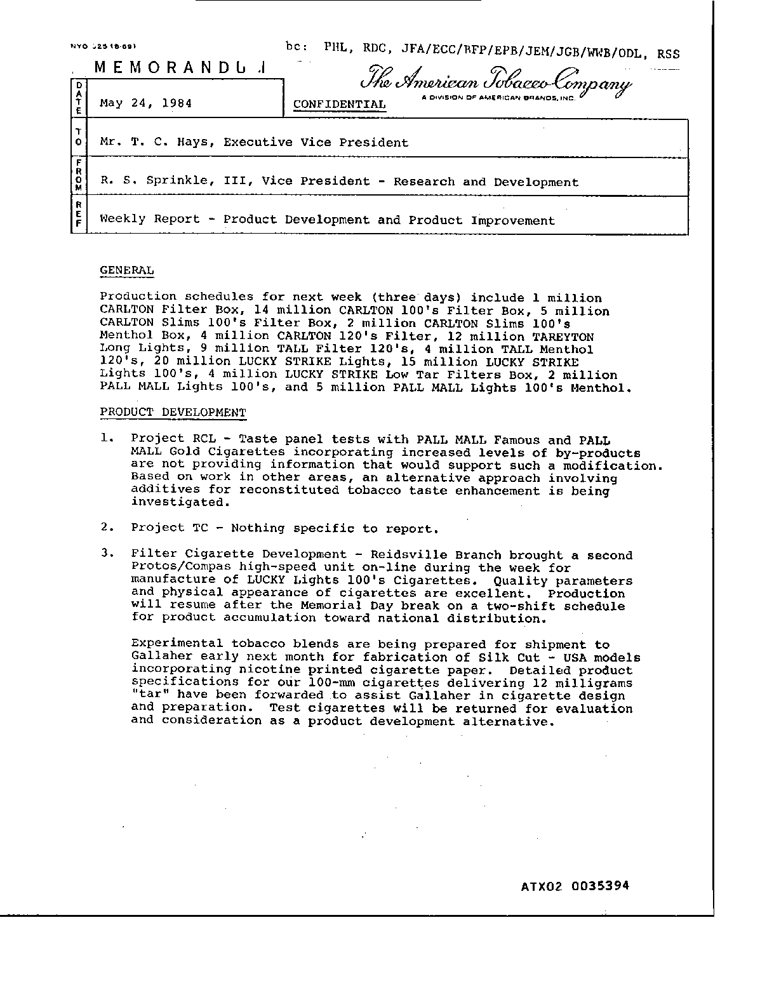 bc: PHL, RDC, JFA/ECC/RFP/EPB/JEM/JGB/WWB/ODL, RSS
The American Tobacco Company
A DIVISION OF AMERICAN BRANDS, INC.
DATE
May 24, 1984
CONFIDENTIAL
TO
Mr. T. C. Hays, Executive Vice President
FROM
R. S. Sprinkle, III, Vice President - Research and Development
REF
Weekly Report - Product Development and Product Improvement
GENERAL
Production schedules for next week (three days) include 1 million
CARLTON Filter Box, 14 million CARLTON 100's Filter Box, 5 million
CARLTON Slims 100's Filter Box, 2 million CARLTON Slims 100's
Menthol Box, 4 million CARLTON 120's Filter, 12 million TAREYTON
Long Lights, 9 million TALL Filter 120's, 4 million TALL Menthol
120's, 20 million LUCKY STRIKE Lights, 15 million LUCKY STRIKE
Lights 100's, 4 million LUCKY STRIKE Low Tar Filters Box, 2 million
PALL MALL Lights 100's, and 5 million PALL MALL Lights 100's Menthol.
PRODUCT DEVELOPMENT
1. Project RCL - Taste panel tests with PALL MALL Famous and PALL
MALL Gold Cigarettes incorporating increased levels of by-products
are not providing information that would support such a modification.
Based on work in other areas, an alternative approach involving
additives for reconstituted tobacco taste enhancement is being
investigated.
2. Project TC - Nothing specific to report.
3. Filter Cigarette Development - Reidsville Branch brought a second
Protos/Compas high-speed unit on-line during the week for
manufacture of LUCKY Lights 100's Cigarettes. Quality parameters
and physical appearance of cigarettes are excellent. Production
will resume after the Memorial Day break on a two-shift schedule
for product accumulation toward national distribution.
Experimental tobacco blends are being prepared for shipment to
Gallaher early next month for fabrication of Silk Cut - USA models
incorporating nicotine printed cigarette paper. Detailed product
specifications for our 100-mm cigarettes delivering 12 milligrams
"tar" have been forwarded to assist Gallaher in cigarette design
and preparation. Test cigarettes will be returned for evaluation
and consideration as a product development alternative.
ATX02 0035394